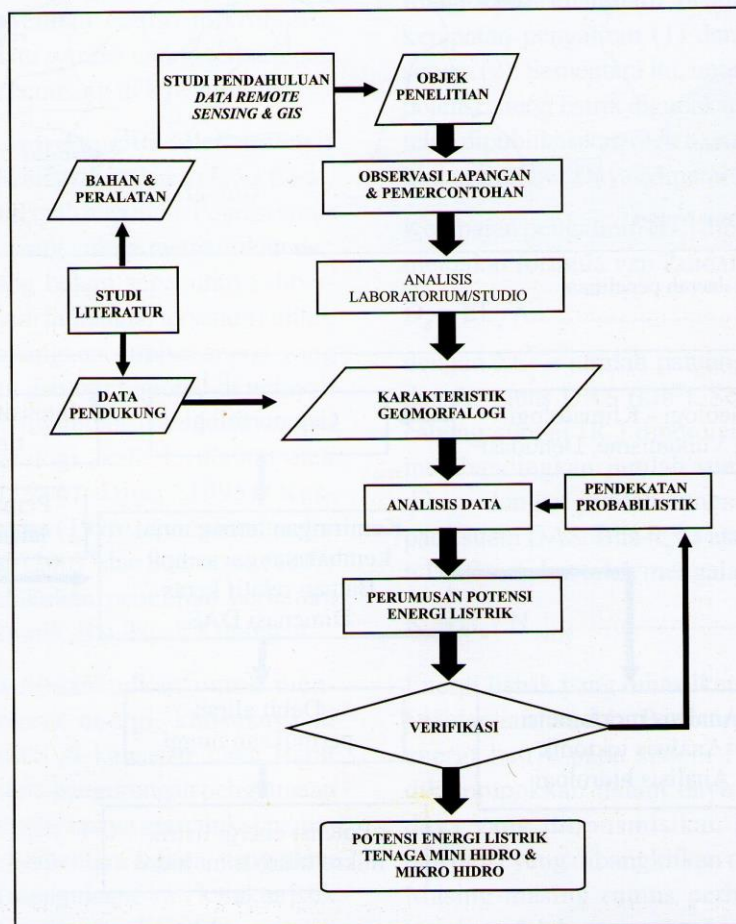 STUDI PENDAHULUAN
DATA REMOTE
SENSING & GIS
OBJEK
PENELITIAN
BAHAN &
PERALATAN
OBSERVASI LAPANGAN
& PEMERCONTOHAN
STUDI
LITERATUR
ANALISIS
LABORATORIUM/STUDIO
DATA
PENDUKUNG
KARAKTERISTIK
GEOMORFALOGI
ANALISIS DATA
PENDEKATAN
PROBABILISTIK
PERUMUSAN POTENSI
ENERGI LISTRIK
VERIFIKASI
POTENSI ENERGI LISTRIK
TENAGA MINI HIDRO &
MIKRO HIDRO